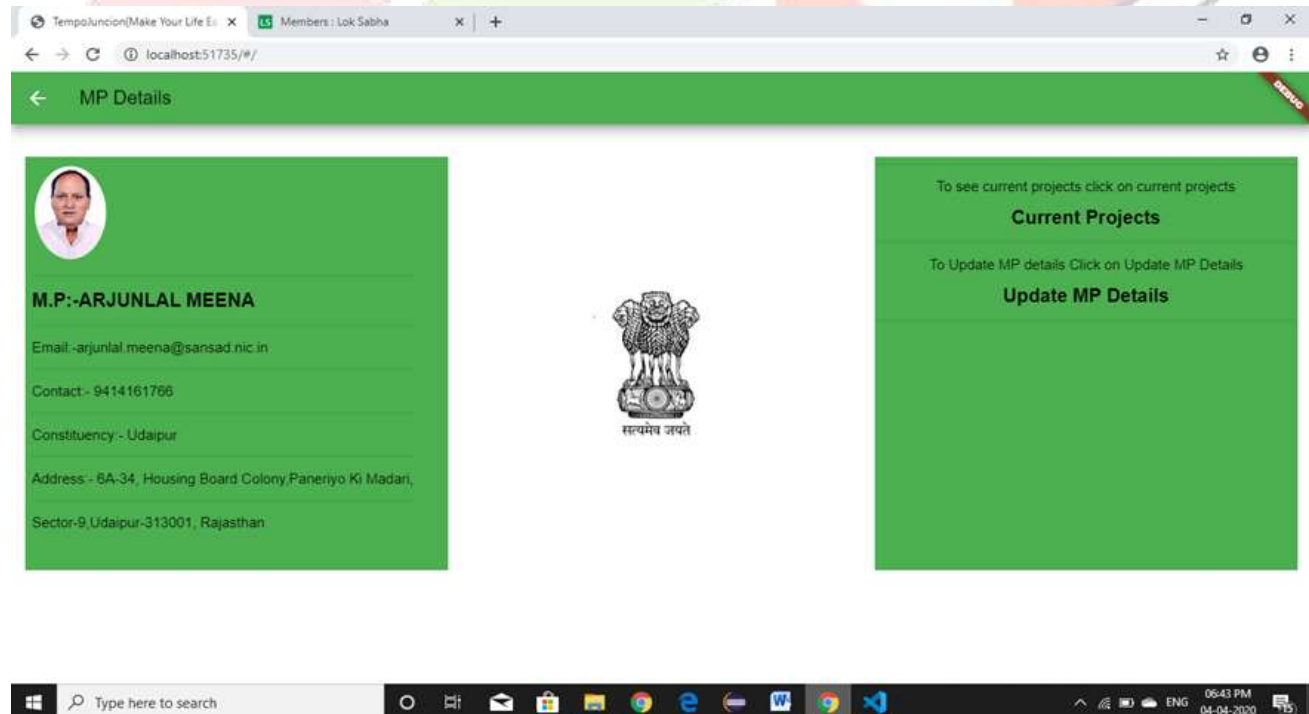 TempoJuncion(Make Your Life Ea
Members : Lok Sabha
localhost:51735/#/
MP Details
DEBUG
M.P:-ARJUNLAL MEENA
Email:-arjunlal.meena@sansad.nic.in
Contact:- 9414161766
Constituency:- Udaipur
Address:- 6A-34, Housing Board Colony,Paneriyo Ki Madari,
Sector-9,Udaipur-313001, Rajasthan
सत्यमेव जयते
To see current projects click on current projects
Current Projects
To Update MP details Click on Update MP Details
Update MP Details
Type here to search
ENG
06:43 PM
04-04-2020
15